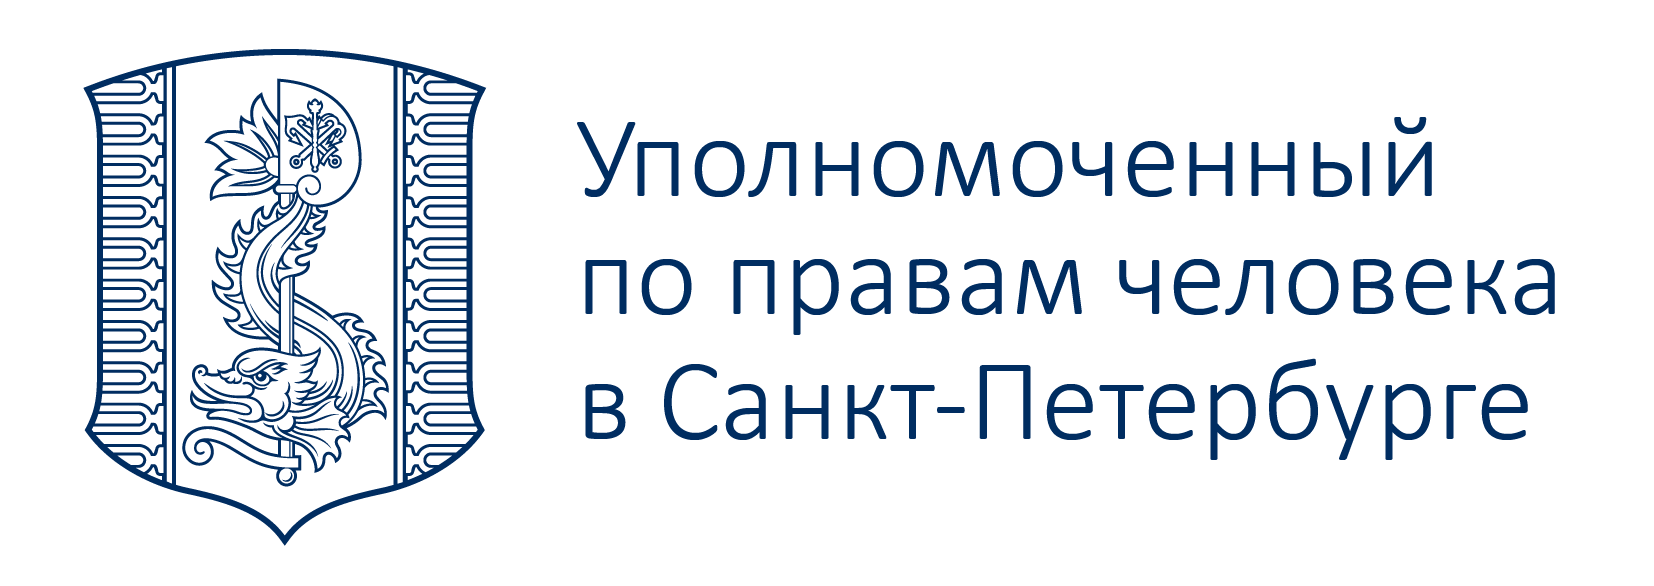 Уполномоченный
по правам человека
в Санкт-Петербурге